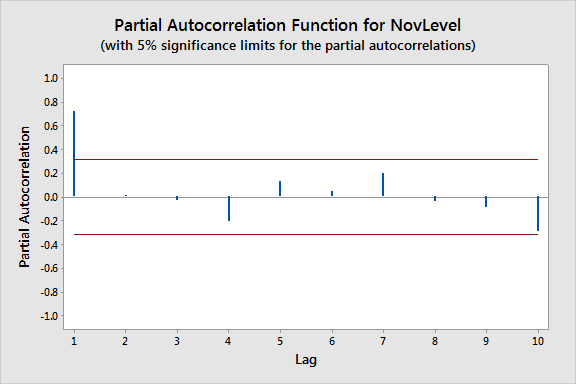 Partial Autocorrelation Function for NovLevel
(with 5% significance limits for the partial autocorrelations)
1.0
0.8
0.6
0.4
0.2
0.0
-0.2
-0.4
-0.6
-0.8
-1.0
Partial Autocorrelation
1 2 3 4 5 6 7 8 9 10
Lag